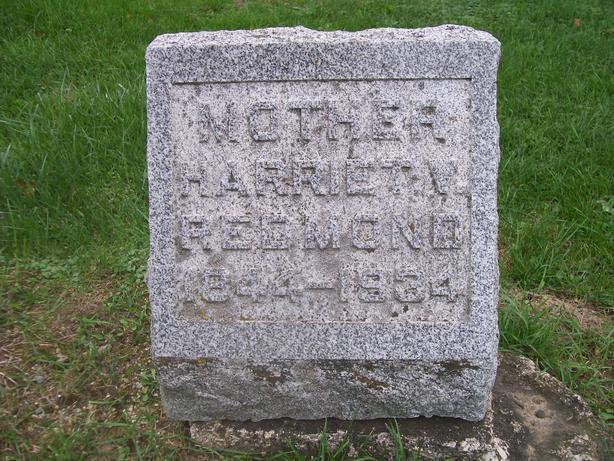 MOTHER
HARRIET V.
REDMOND
1844-1934